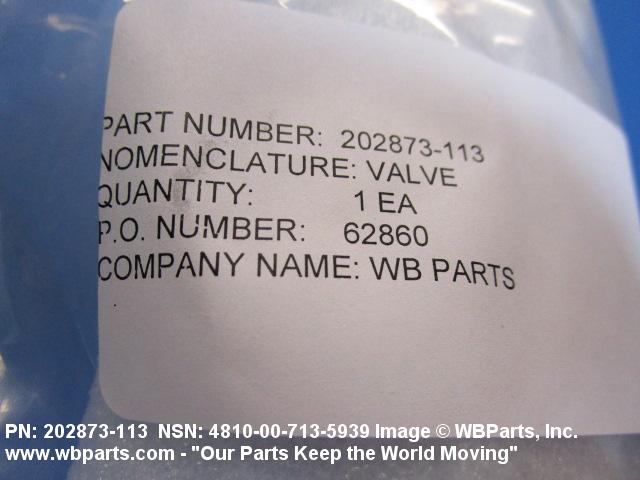 PART NUMBER: 202873-113
NOMENCLATURE: VALVE
QUANTITY: 1 EA
P.O. NUMBER: 62860
COMPANY NAME: WB PARTS
PN: 202873-113 NSN: 4810-00-713-5939 Image © WBParts, Inc.
www.wbparts.com - "Our Parts Keep the World Moving"